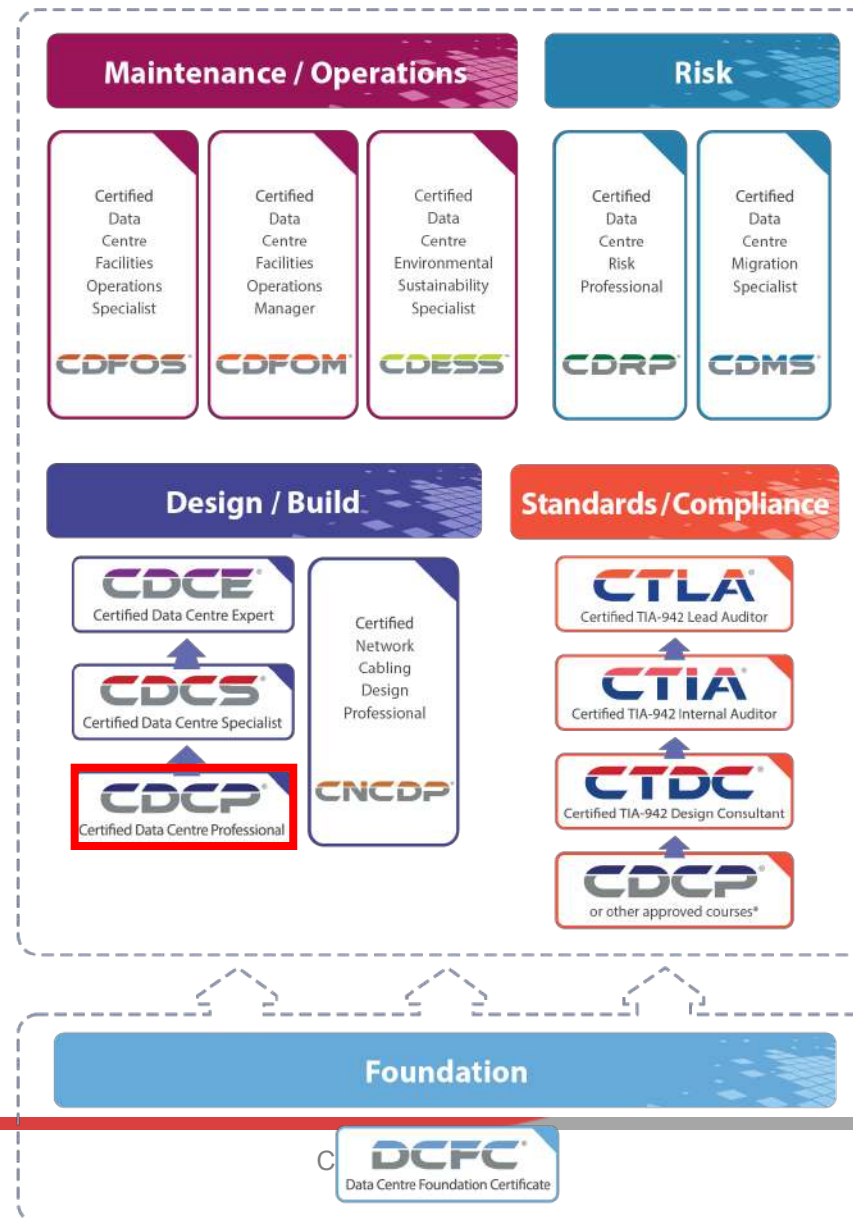 Maintenance / Operations
Certified
Data
Centre
Facilities
Operations
Specialist
CDFOS®
Certified
Data
Centre
Facilities
Operations
Manager
CDFOM®
Certified
Data
Centre
Environmental
Sustainability
Specialist
CDESS™
Risk
Certified
Data
Centre
Risk
Professional
CDRP®
Certified
Data
Centre
Migration
Specialist
CDMS®
Design / Build
CDCE®
Certified Data Centre Expert
CDCS®
Certified Data Centre Specialist
CDCP®
Certified Data Centre Professional
Certified
Network
Cabling
Design
Professional
CNCDP®
Standards/Compliance
CTLA®
Certified TIA-942 Lead Auditor
CTIA®
Certified TIA-942 Internal Auditor
CTDC®
Certified TIA-942 Design Consultant
CDCP®
or other approved courses*
Foundation
C
DCFC®
Data Centre Foundation Certificate